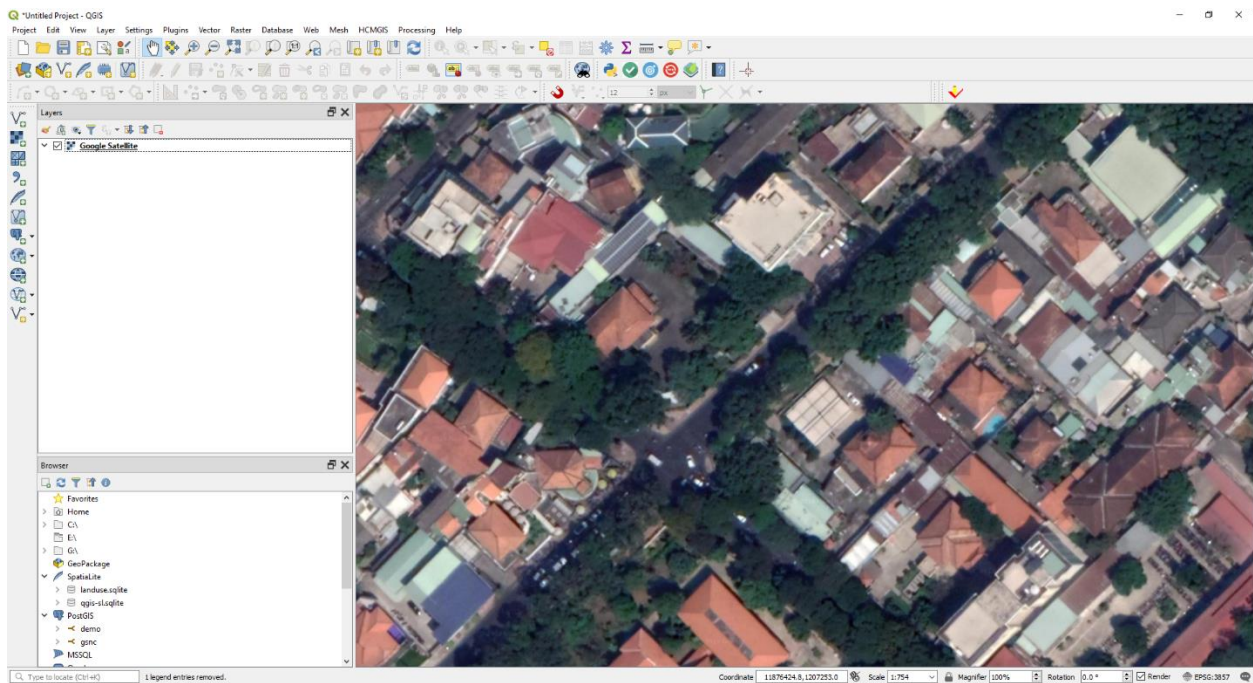 *Untitled Project - QGIS
Project Edit View Layer Settings Plugins Vector Raster Database Web Mesh HCMGIS Processing Help
12 px
Layers
Google Satellite
Browser
Favorites
Home
C:\
E:\
G:\
GeoPackage
SpatiaLite
landuse.sqlite
qgis-sl.sqlite
PostGIS
demo
gsnc
MSSQL
Type to locate (Ctrl+K) 1 legend entries removed. Coordinate 11876424.8,1207253.0 Scale 1:754 Magnifier 100% Rotation 0.0 ° Render EPSG:3857